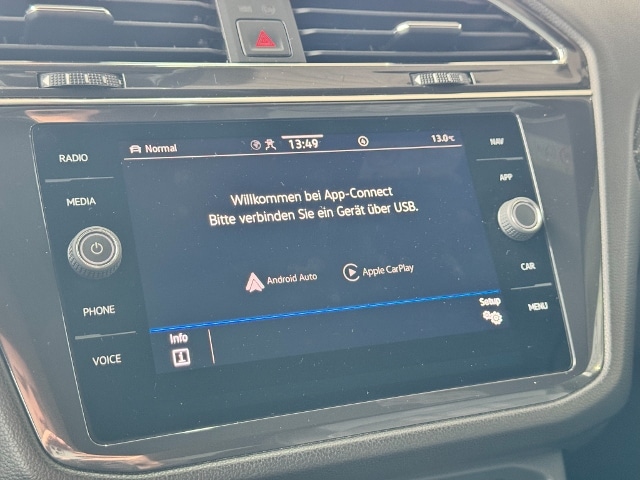 Normal
13:49
13.0°C
RADIO
MEDIA
PHONE
VOICE
Willkommen bei App-Connect
Bitte verbinden Sie ein Gerät über USB.
Android Auto
Apple CarPlay
Info
Setup
NAV
APP
CAR
MENU